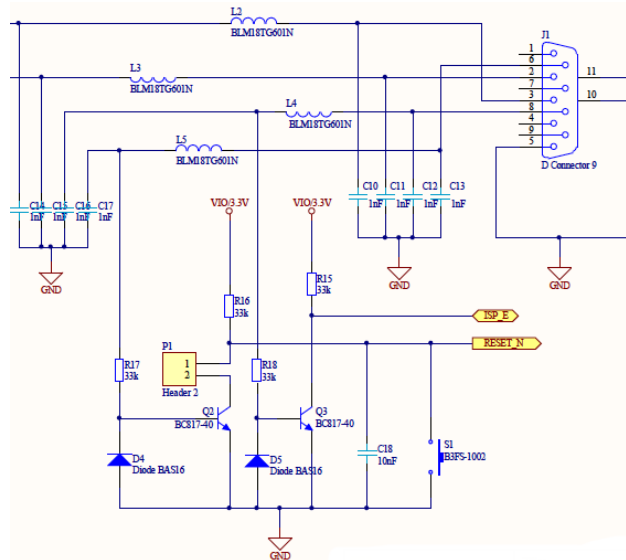 L2
BLM18TG601N
J1
1
6
2
7
3
8
4
9
5
11
10
D Connector 9
L3
BLM18TG601N
L4
BLM18TG601N
L5
BLM18TG601N
C14
1nF
C15
1nF
C16
1nF
C17
1nF
C10
1nF
C11
1nF
C12
1nF
C13
1nF
GND
GND
GND
VIO/3.3V
VIO/3.3V
R16
33k
R15
33k
ISP_E
RESET_N
P1
1
2
Header 2
R17
33k
R18
33k
Q2
BC817-40
Q3
BC817-40
D4
Diode BAS16
D5
Diode BAS16
C18
10nF
S1
B3FS-1002
GND